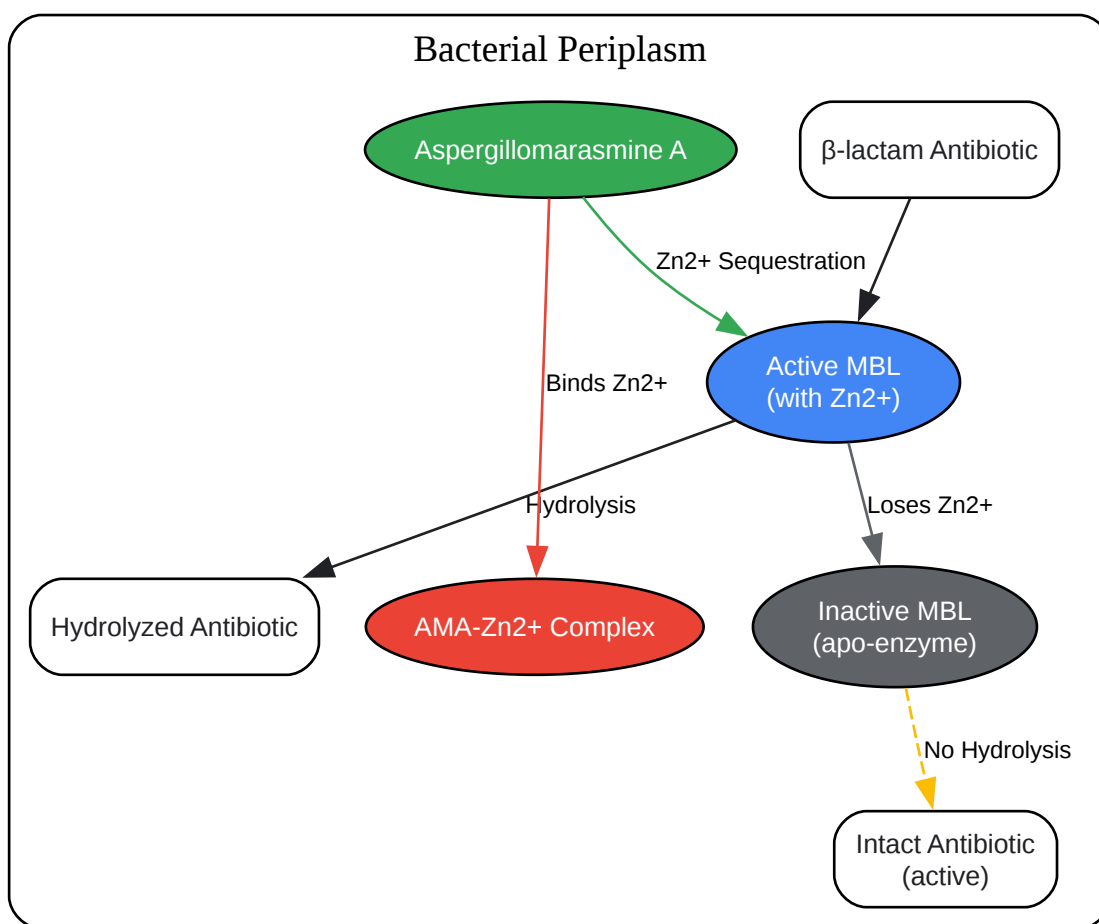 Bacterial Periplasm
Aspergillomarasmine A
β-lactam Antibiotic
Zn2+ Sequestration
Active MBL
(with Zn2+)
Binds Zn2+
Hydrolysis
Loses Zn2+
Hydrolyzed Antibiotic
AMA-Zn2+ Complex
Inactive MBL
(apo-enzyme)
No Hydrolysis
Intact Antibiotic
(active)